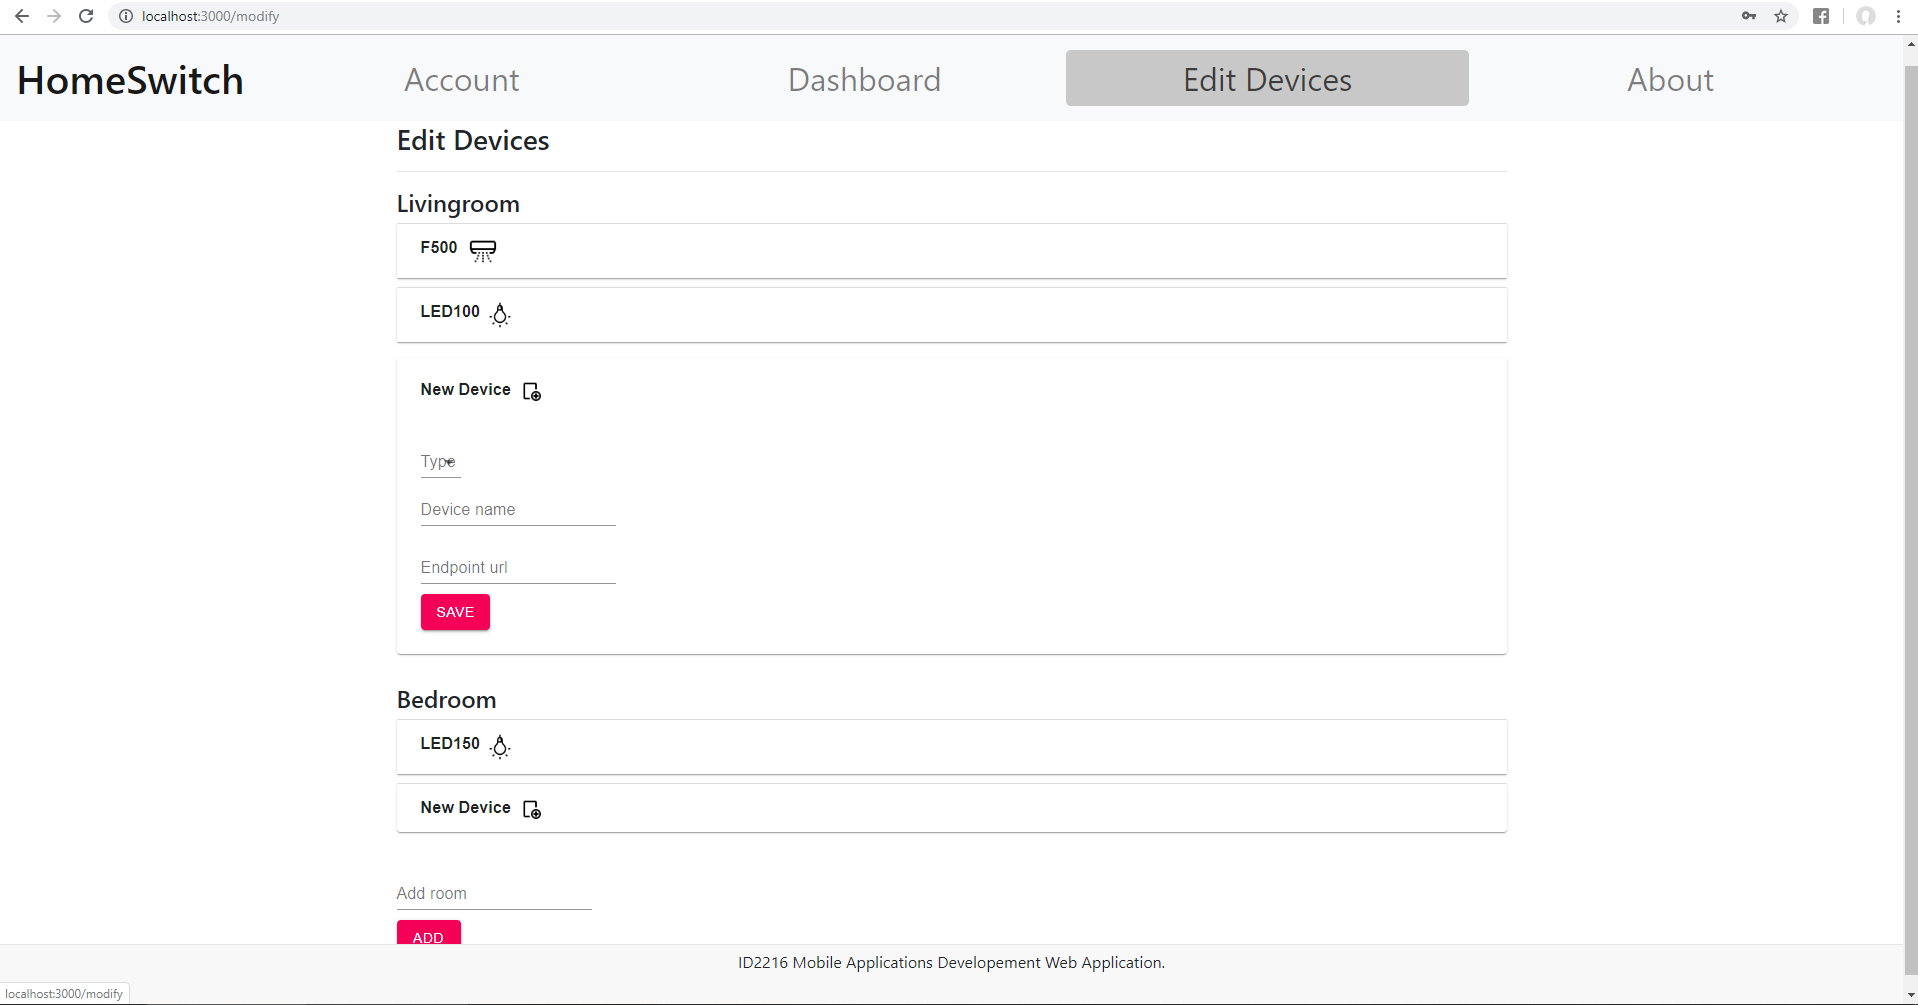 localhost:3000/modify
HomeSwitch Account Dashboard Edit Devices About
Edit Devices
Livingroom
F500
LED100
New Device
Type
Device name
Endpoint url
SAVE
Bedroom
LED150
New Device
Add room
ADD
ID2216 Mobile Applications Developement Web Application.
localhost:3000/modify